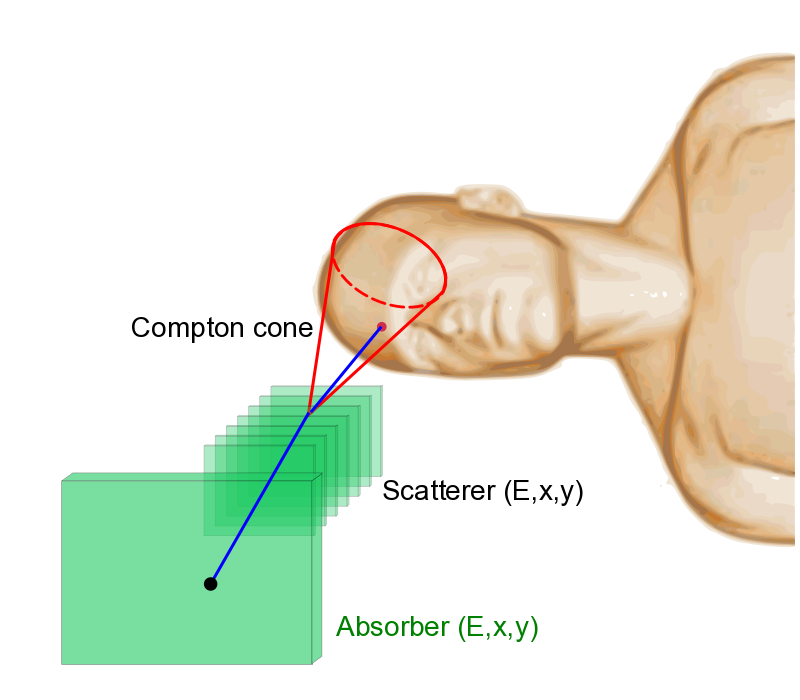 Compton cone
Scatterer (E,x,y)
Absorber (E,x,y)